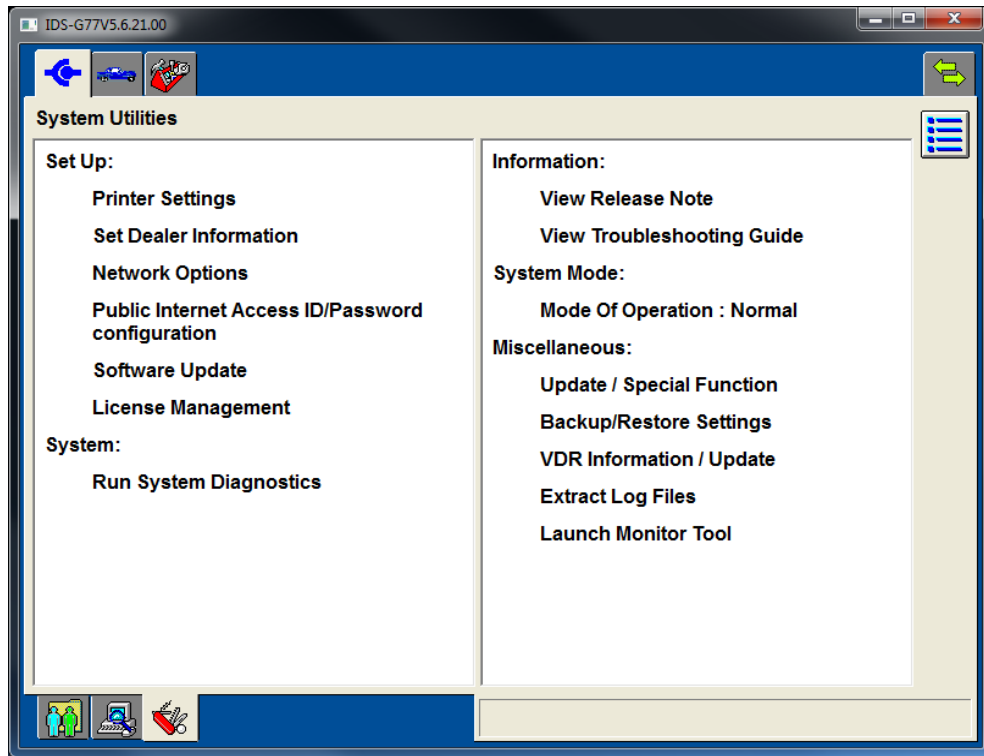 IDS-G77V5.6.21.00
System Utilities
Set Up:
Printer Settings
Set Dealer Information
Network Options
Public Internet Access ID/Password
configuration
Software Update
License Management
System:
Run System Diagnostics
Information:
View Release Note
View Troubleshooting Guide
System Mode:
Mode Of Operation : Normal
Miscellaneous:
Update / Special Function
Backup/Restore Settings
VDR Information / Update
Extract Log Files
Launch Monitor Tool